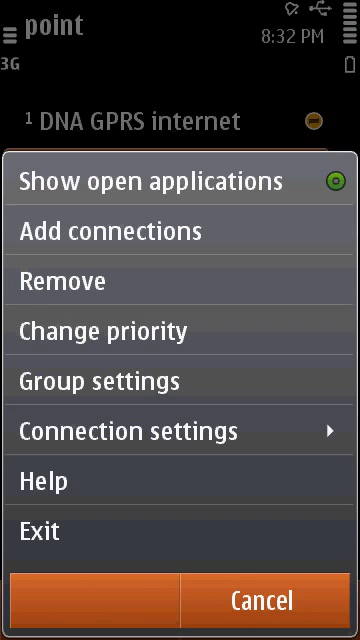 point
8:32 PM
3G
1 DNA GPRS internet
Show open applications
Add connections
Remove
Change priority
Group settings
Connection settings
Help
Exit
Cancel